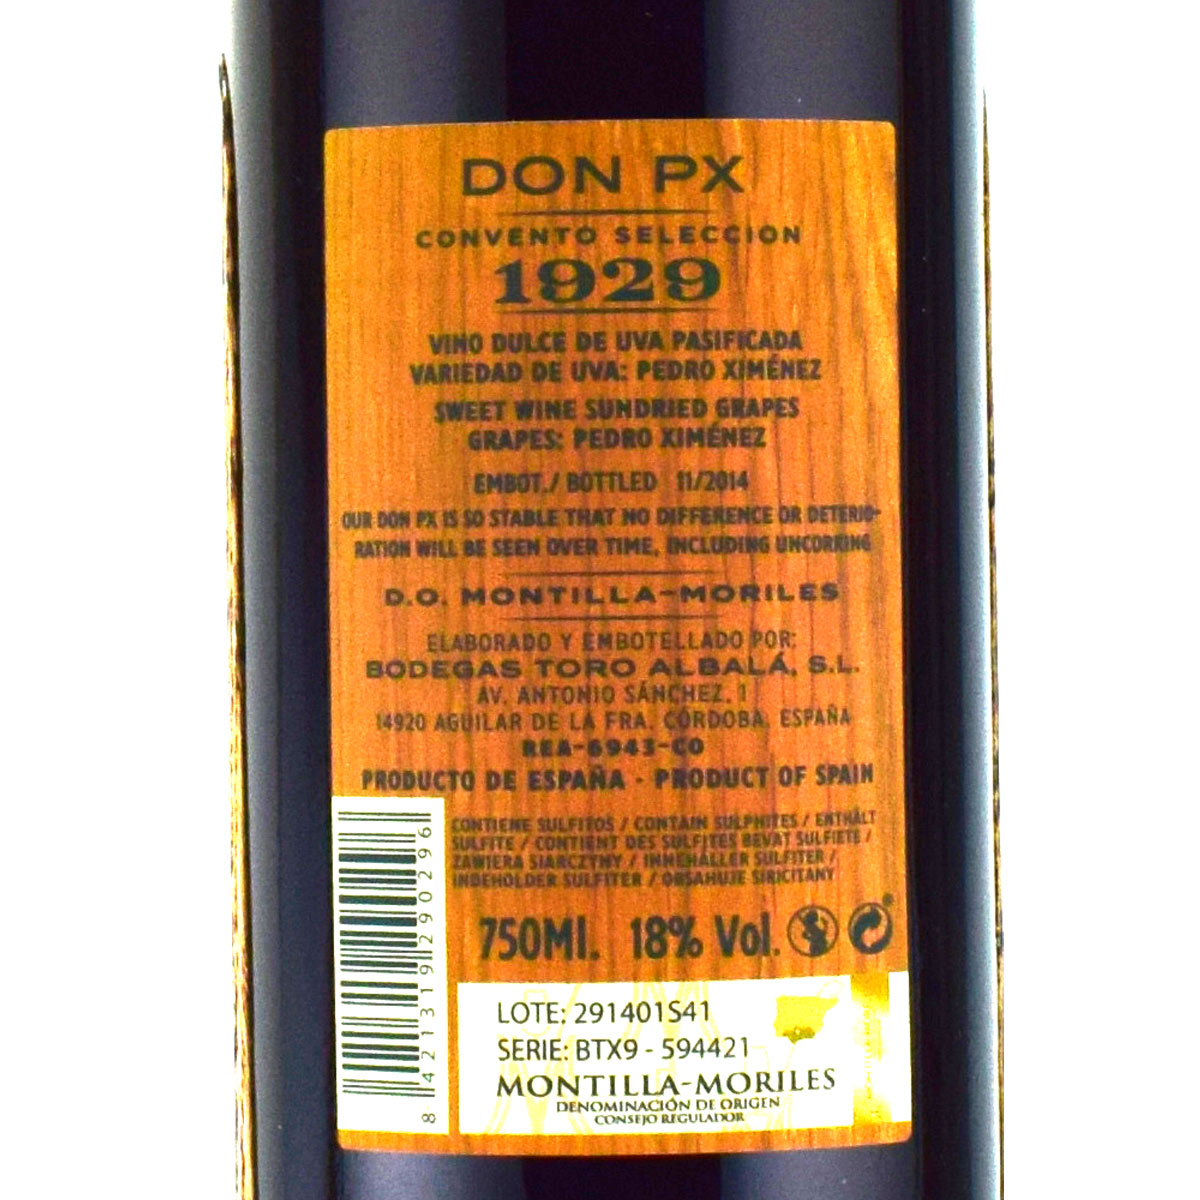 DON PX
CONVENTO SELECCION
1929
VINO DULCE DE UVA PASIFICADA
VARIEDAD DE UVA: PEDRO XIMÉNEZ
SWEET WINE SUNDRIED GRAPES
GRAPES: PEDRO XIMÉNEZ
EMBOT./ BOTTLED 11/2014
OUR DON PX IS SO STABLE THAT NO DIFFERENCE OR DETERIO-
RATION WILL BE SEEN OVER TIME, INCLUDING UNCORKING
D.O. MONTILLA-MORILES
ELABORADO Y EMBOTELLADO POR:
BODEGAS TORO ALBALÁ, S.L.
AV. ANTONIO SÁNCHEZ, 1
14920 AGUILAR DE LA FRA. CÓRDOBA, ESPAÑA
REA-6943-CO
PRODUCTO DE ESPAÑA - PRODUCT OF SPAIN
CONTIENE SULFITOS / CONTAIN SULPHITES / ENTHÄLT
SULFITE / CONTIENT DES SULFITES BEVAT SULFIETE /
ZAWIERA SIARCZYNY / INNEHALLER SULFITER /
INDEHOLDER SULFITER / OBSAHUJE SIRICITANY
750Ml. 18% Vol.
8 421319 290296
LOTE: 291401S41
SERIE: BTX9 - 594421
MONTILLA-MORILES
DENOMINACIÓN DE ORIGEN
CONSEJO REGULADOR